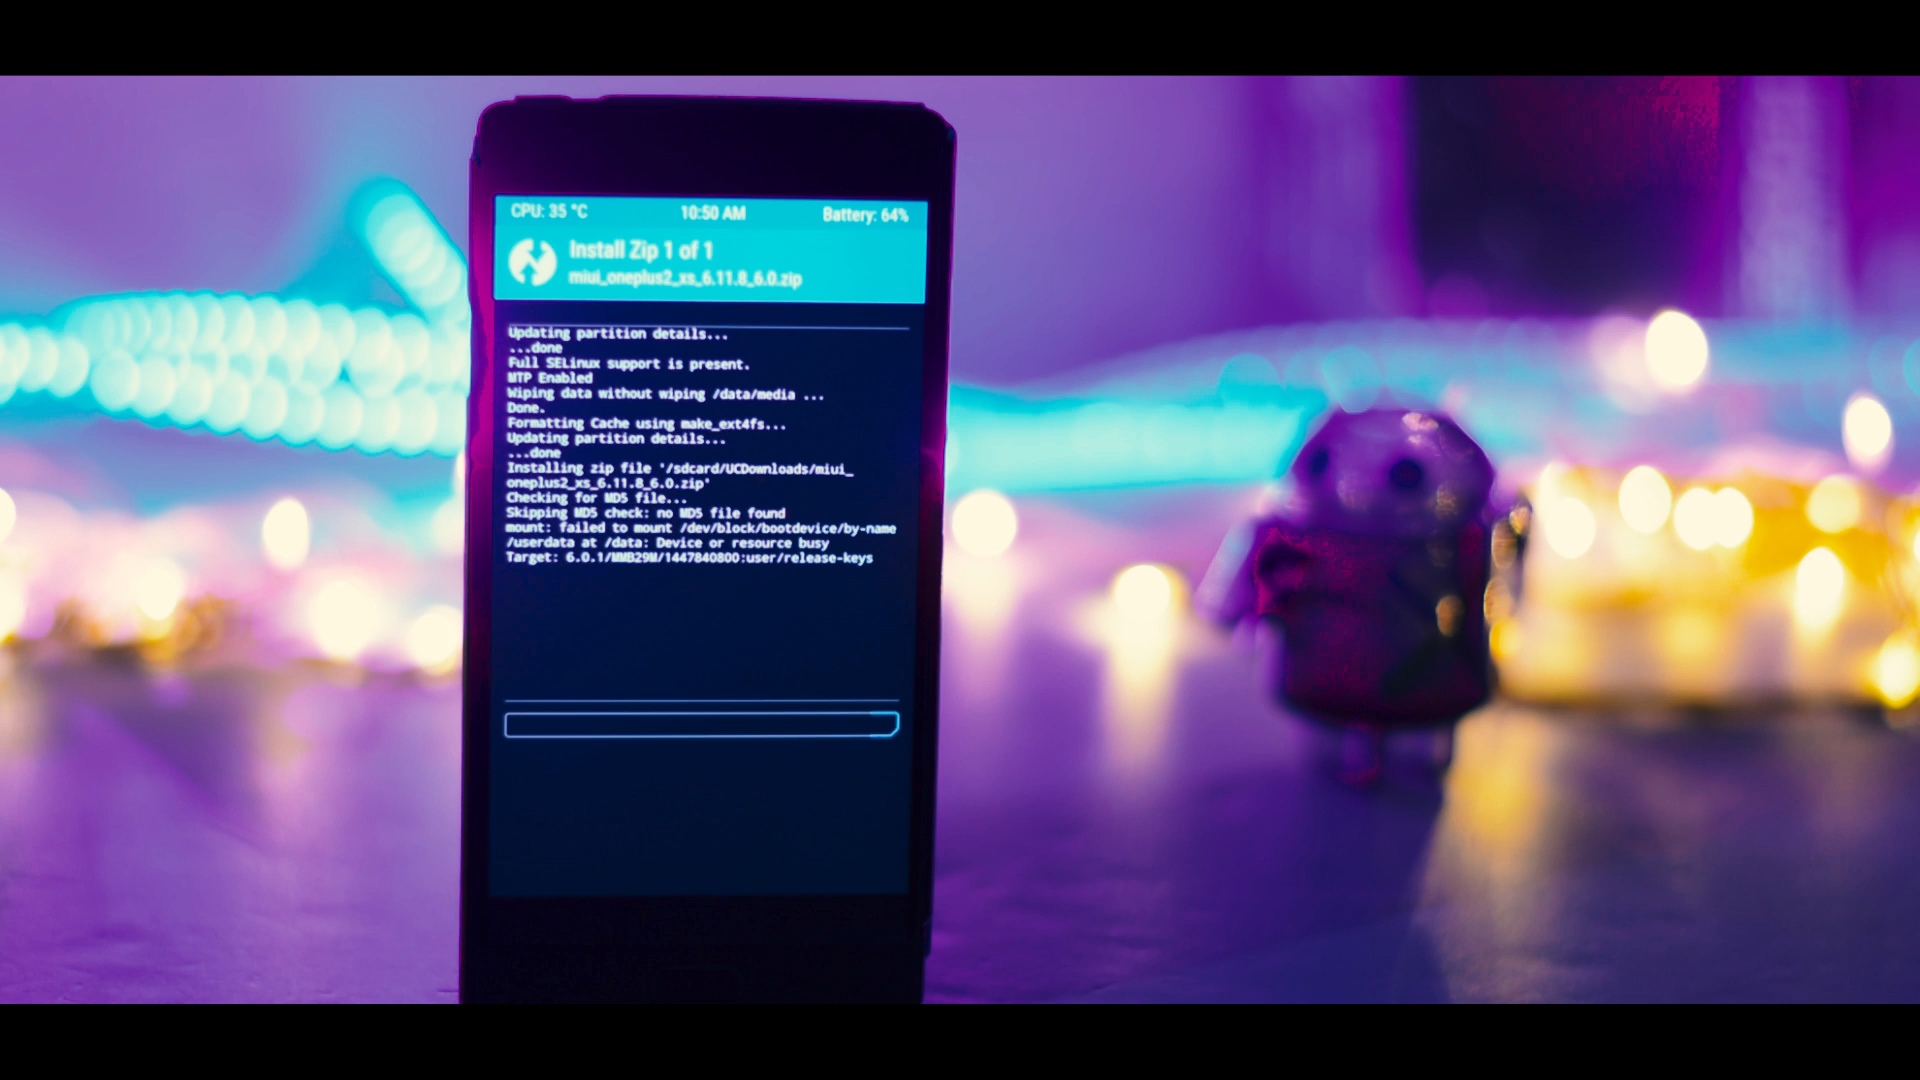 CPU: 35 °C 10:50 AM Battery: 64%
Install Zip 1 of 1
miui_oneplus2_xs_6.11.8_6.0.zip
Updating partition details...
...done
Full SELinux support is present.
MTP Enabled
Wiping data without wiping /data/media ...
Done.
Formatting Cache using make_ext4fs...
Updating partition details...
...done
Installing zip file '/sdcard/UCDownloads/miui_
oneplus2_xs_6.11.8_6.0.zip'
Checking for MD5 file...
Skipping MD5 check: no MD5 file found
mount: failed to mount /dev/block/bootdevice/by-name
/userdata at /data: Device or resource busy
Target: 6.0.1/MMB29M/1447840800:user/release-keys